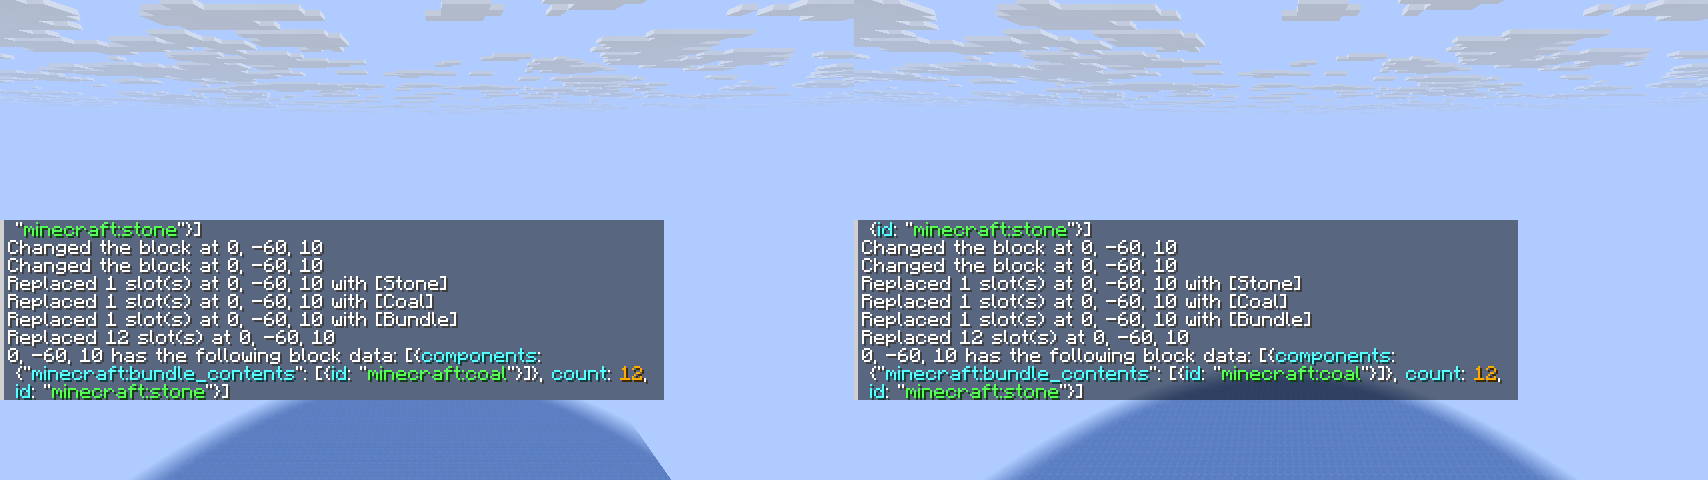 "minecraft:stone"}]
Changed the block at 0, -60, 10
Changed the block at 0, -60, 10
Replaced 1 slot(s) at 0, -60, 10 with [Stone]
Replaced 1 slot(s) at 0, -60, 10 with [Coal]
Replaced 1 slot(s) at 0, -60, 10 with [Bundle]
Replaced 12 slot(s) at 0, -60, 10
0, -60, 10 has the following block data: [{components:
{"minecraft:bundle_contents": [{id: "minecraft:coal"}]}, count: 12,
id: "minecraft:stone"}]
{id: "minecraft:stone"}]
Changed the block at 0, -60, 10
Changed the block at 0, -60, 10
Replaced 1 slot(s) at 0, -60, 10 with [Stone]
Replaced 1 slot(s) at 0, -60, 10 with [Coal]
Replaced 1 slot(s) at 0, -60, 10 with [Bundle]
Replaced 12 slot(s) at 0, -60, 10
0, -60, 10 has the following block data: [{components:
{"minecraft:bundle_contents": [{id: "minecraft:coal"}]}, count: 12,
id: "minecraft:stone"}]